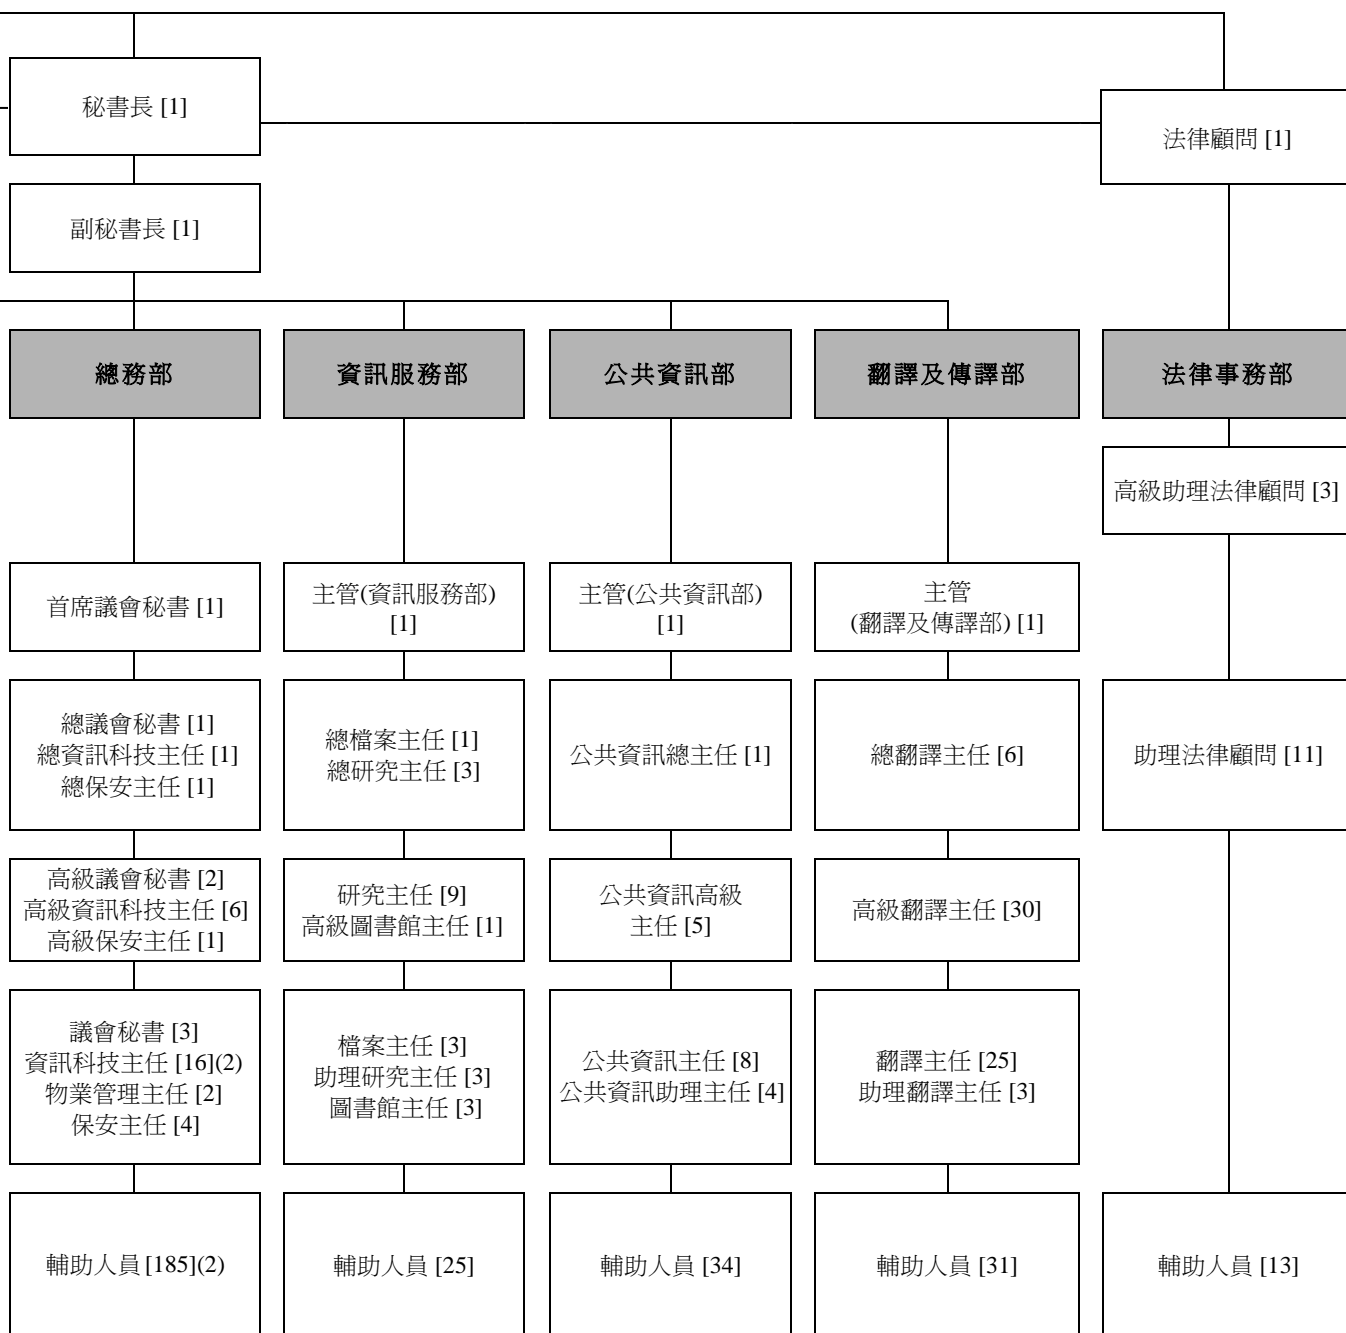 秘書長 [1]
法律顧問 [1]
副秘書長 [1]
總務部
資訊服務部
公共資訊部
翻譯及傳譯部
法律事務部
高級助理法律顧問 [3]
首席議會秘書 [1]
主管(資訊服務部)
[1]
主管(公共資訊部)
[1]
主管
(翻譯及傳譯部) [1]
總議會秘書 [1]
總資訊科技主任 [1]
總保安主任 [1]
總檔案主任 [1]
總研究主任 [3]
公共資訊總主任 [1]
總翻譯主任 [6]
助理法律顧問 [11]
高級議會秘書 [2]
高級資訊科技主任 [6]
高級保安主任 [1]
研究主任 [9]
高級圖書館主任 [1]
公共資訊高級
主任 [5]
高級翻譯主任 [30]
議會秘書 [3]
資訊科技主任 [16](2)
物業管理主任 [2]
保安主任 [4]
檔案主任 [3]
助理研究主任 [3]
圖書館主任 [3]
公共資訊主任 [8]
公共資訊助理主任 [4]
翻譯主任 [25]
助理翻譯主任 [3]
輔助人員 [185](2)
輔助人員 [25]
輔助人員 [34]
輔助人員 [31]
輔助人員 [13]